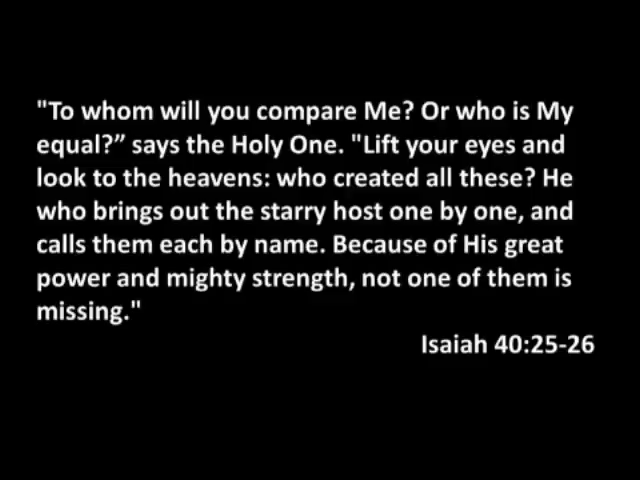 "To whom will you compare Me? Or who is My
equal?” says the Holy One. "Lift your eyes and
look to the heavens: who created all these? He
who brings out the starry host one by one, and
calls them each by name. Because of His great
power and mighty strength, not one of them is
missing."
Isaiah 40:25-26